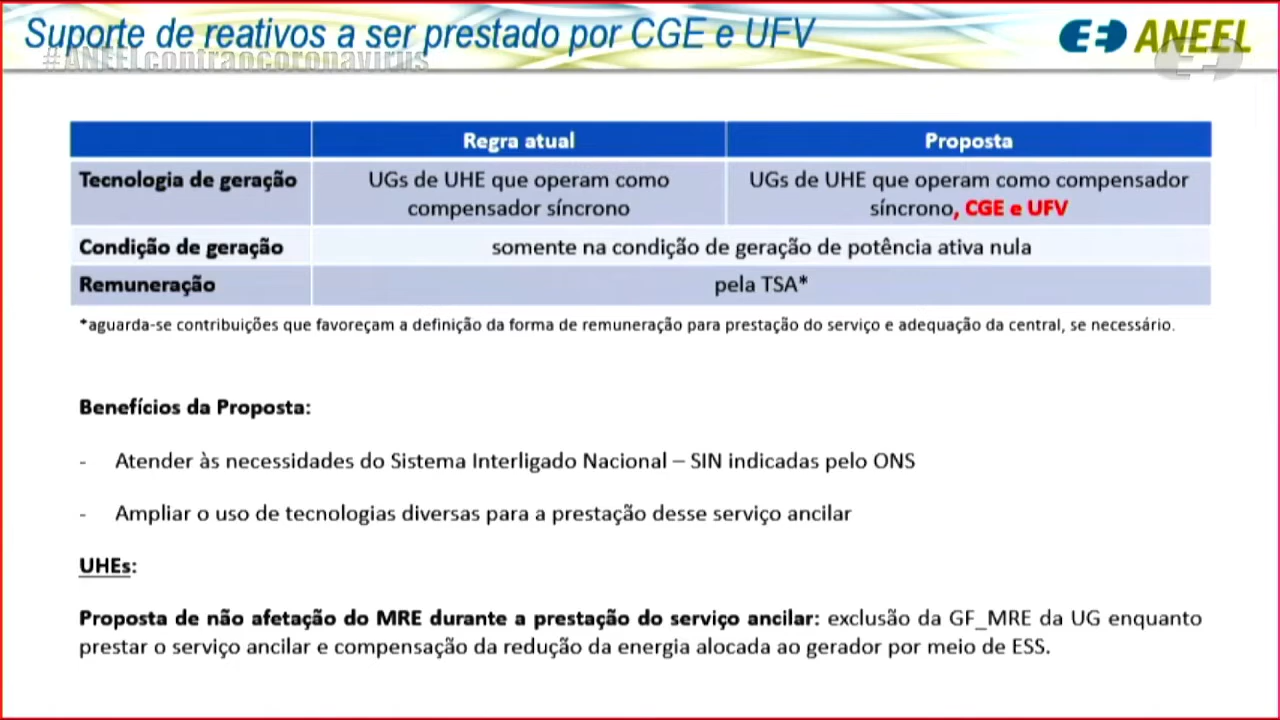 Suporte de reativos a ser prestado por CGE e UFV
ANEEL
#ANEELcontraocoronavirus
Regra atual
Proposta
Tecnologia de geração
UGs de UHE que operam como
compensador síncrono
UGs de UHE que operam como compensador
síncrono, CGE e UFV
Condição de geração
somente na condição de geração de potência ativa nula
Remuneração
pela TSA*
*aguarda-se contribuições que favoreçam a definição da forma de remuneração para prestação do serviço e adequação da central, se necessário.
Benefícios da Proposta:
- Atender às necessidades do Sistema Interligado Nacional – SIN indicadas pelo ONS
- Ampliar o uso de tecnologias diversas para a prestação desse serviço ancilar
UHEs:
Proposta de não afetação do MRE durante a prestação do serviço ancilar: exclusão da GF_MRE da UG enquanto
prestar o serviço ancilar e compensação da redução da energia alocada ao gerador por meio de ESS.